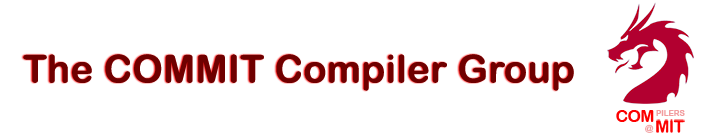 The COMMIT Compiler Group
COMPILERS
@ MIT